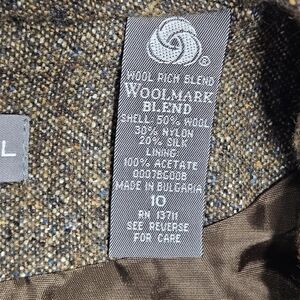 ®
WOOL RICH BLEND
WOOLMARK
BLEND
SHELL: 50% WOOL
30% NYLON
20% SILK
LINING:
100% ACETATE
00078G008
MADE IN BULGARIA
10
RN 13711
SEE REVERSE
FOR CARE
L